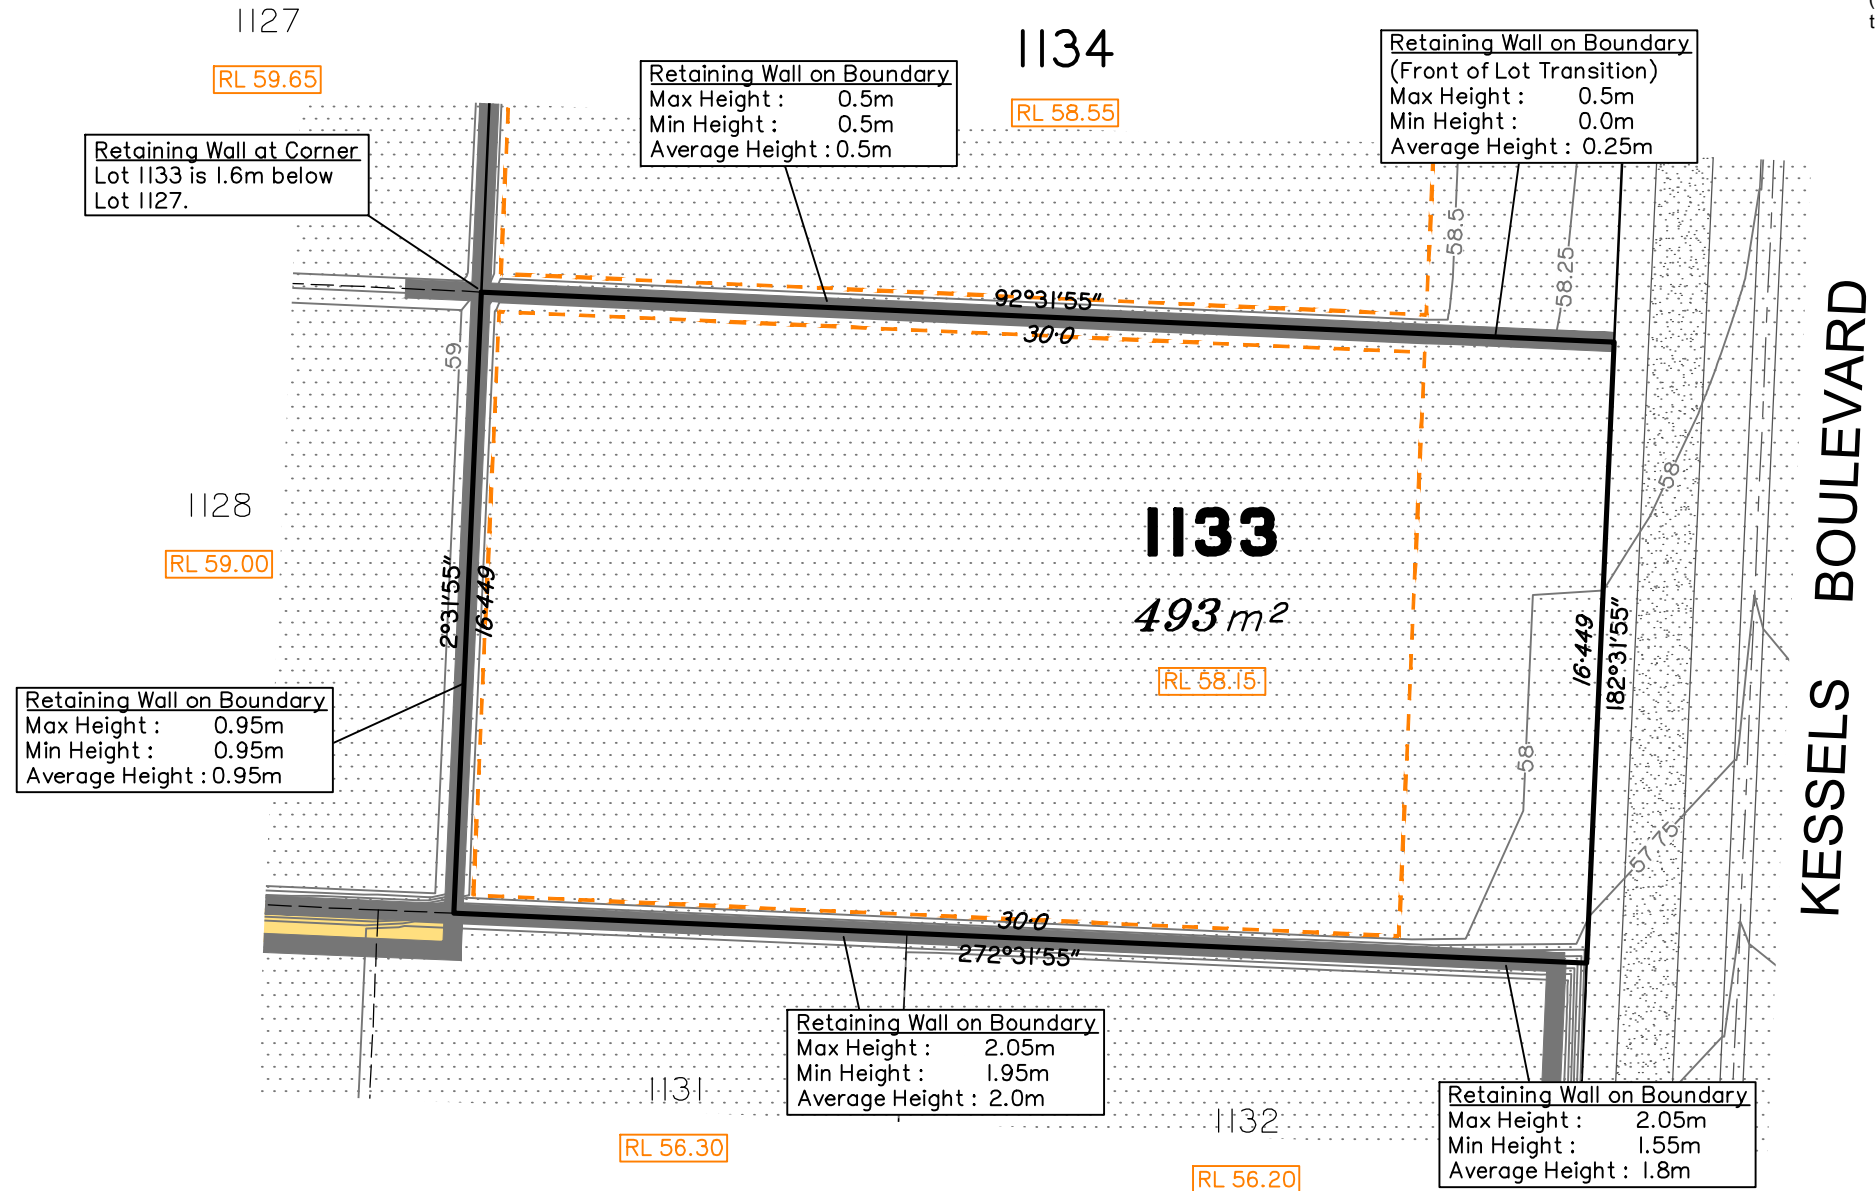 1127
RL 59.65
Retaining Wall at Corner
Lot 1133 is 1.6m below
Lot 1127.
Retaining Wall on Boundary
Max Height : 0.5m
Min Height : 0.5m
Average Height : 0.5m
1134
RL 58.55
Retaining Wall on Boundary
(Front of Lot Transition)
Max Height : 0.5m
Min Height : 0.0m
Average Height : 0.25m
58.5
58.25
92°31'55"
30·0
59
1128
RL 59.00
2°31'55"
16·449
1133
493 m²
RL 58.15
58
16·449
182°31'55"
58
57.75
KESSELS BOULEVARD
Retaining Wall on Boundary
Max Height : 0.95m
Min Height : 0.95m
Average Height : 0.95m
30·0
272°31'55"
Retaining Wall on Boundary
Max Height : 2.05m
Min Height : 1.95m
Average Height : 2.0m
1131
RL 56.30
1132
RL 56.20
Retaining Wall on Boundary
Max Height : 2.05m
Min Height : 1.55m
Average Height : 1.8m